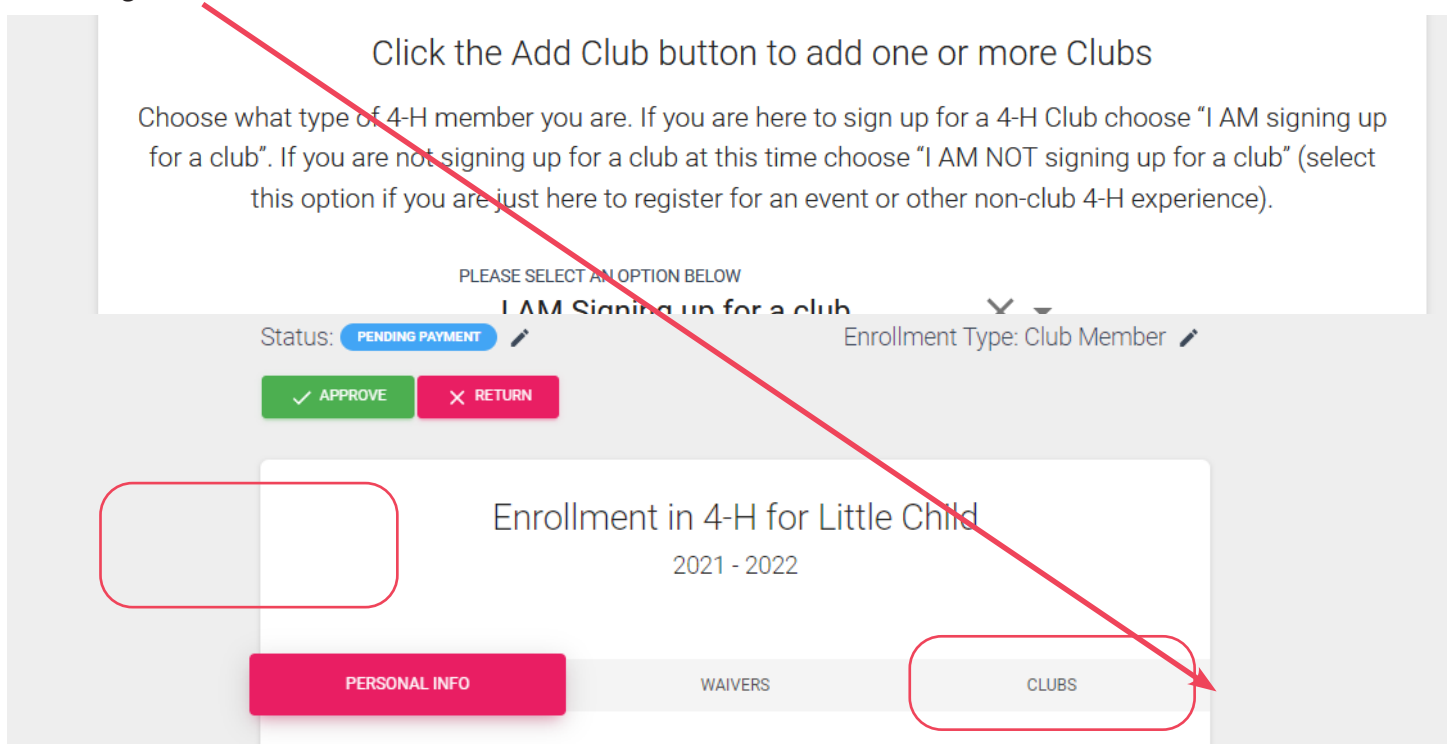 Click the Add Club button to add one or more Clubs
Choose what type of 4-H member you are. If you are here to sign up for a 4-H Club choose “I AM signing up
for a club”. If you are not signing up for a club at this time choose “I AM NOT signing up for a club” (select
this option if you are just here to register for an event or other non-club 4-H experience).
PLEASE SELECT AN OPTION BELOW
I AM Signing up for a club
Status: PENDING PAYMENT Enrollment Type: Club Member
APPROVE RETURN
Enrollment in 4-H for Little Child
2021 - 2022
PERSONAL INFO WAIVERS CLUBS